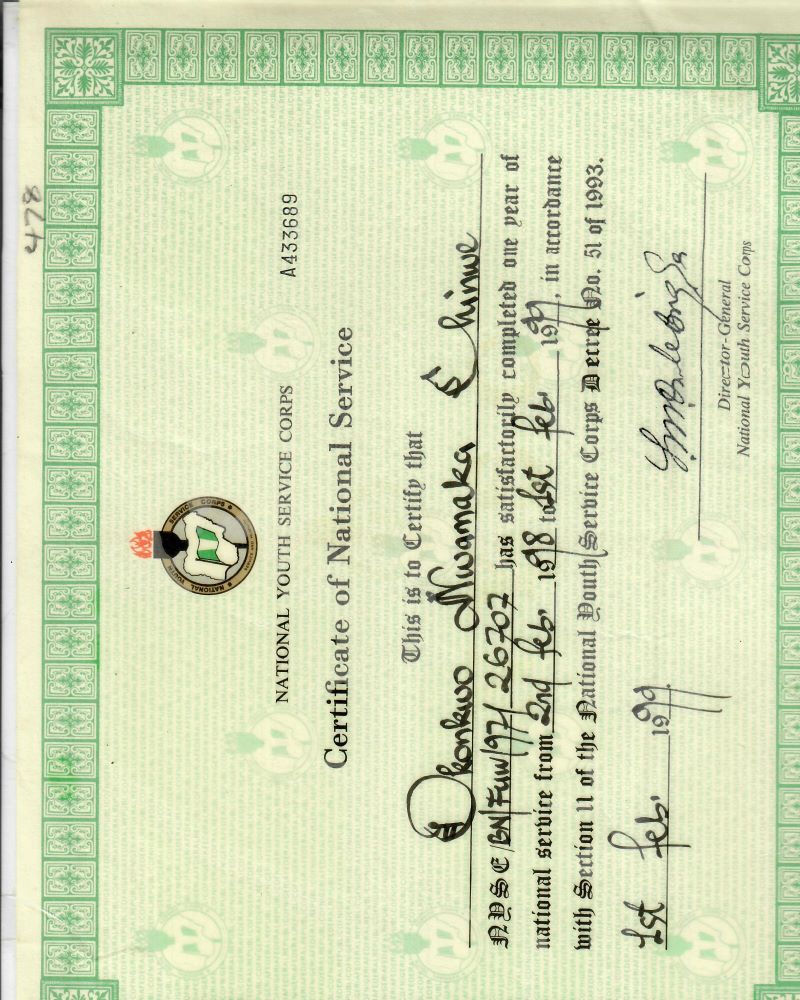 478
NATIONAL YOUTH SERVICE CORPS
A433689
NATIONAL YOUTH SERVICE CORPS
Certificate of National Service
This is to Certify that
Okonkwo Nwamaka Chinwe
NYSC/BN/FUW/97/26707 has satisfactorily completed one year of
national service from 2nd Feb. 1998 to 1st Feb. 1999, in accordance
with Section 11 of the National Youth Service Corps Decree No. 51 of 1993.
1st Feb. 1999.
Director-General
National Youth Service Corps